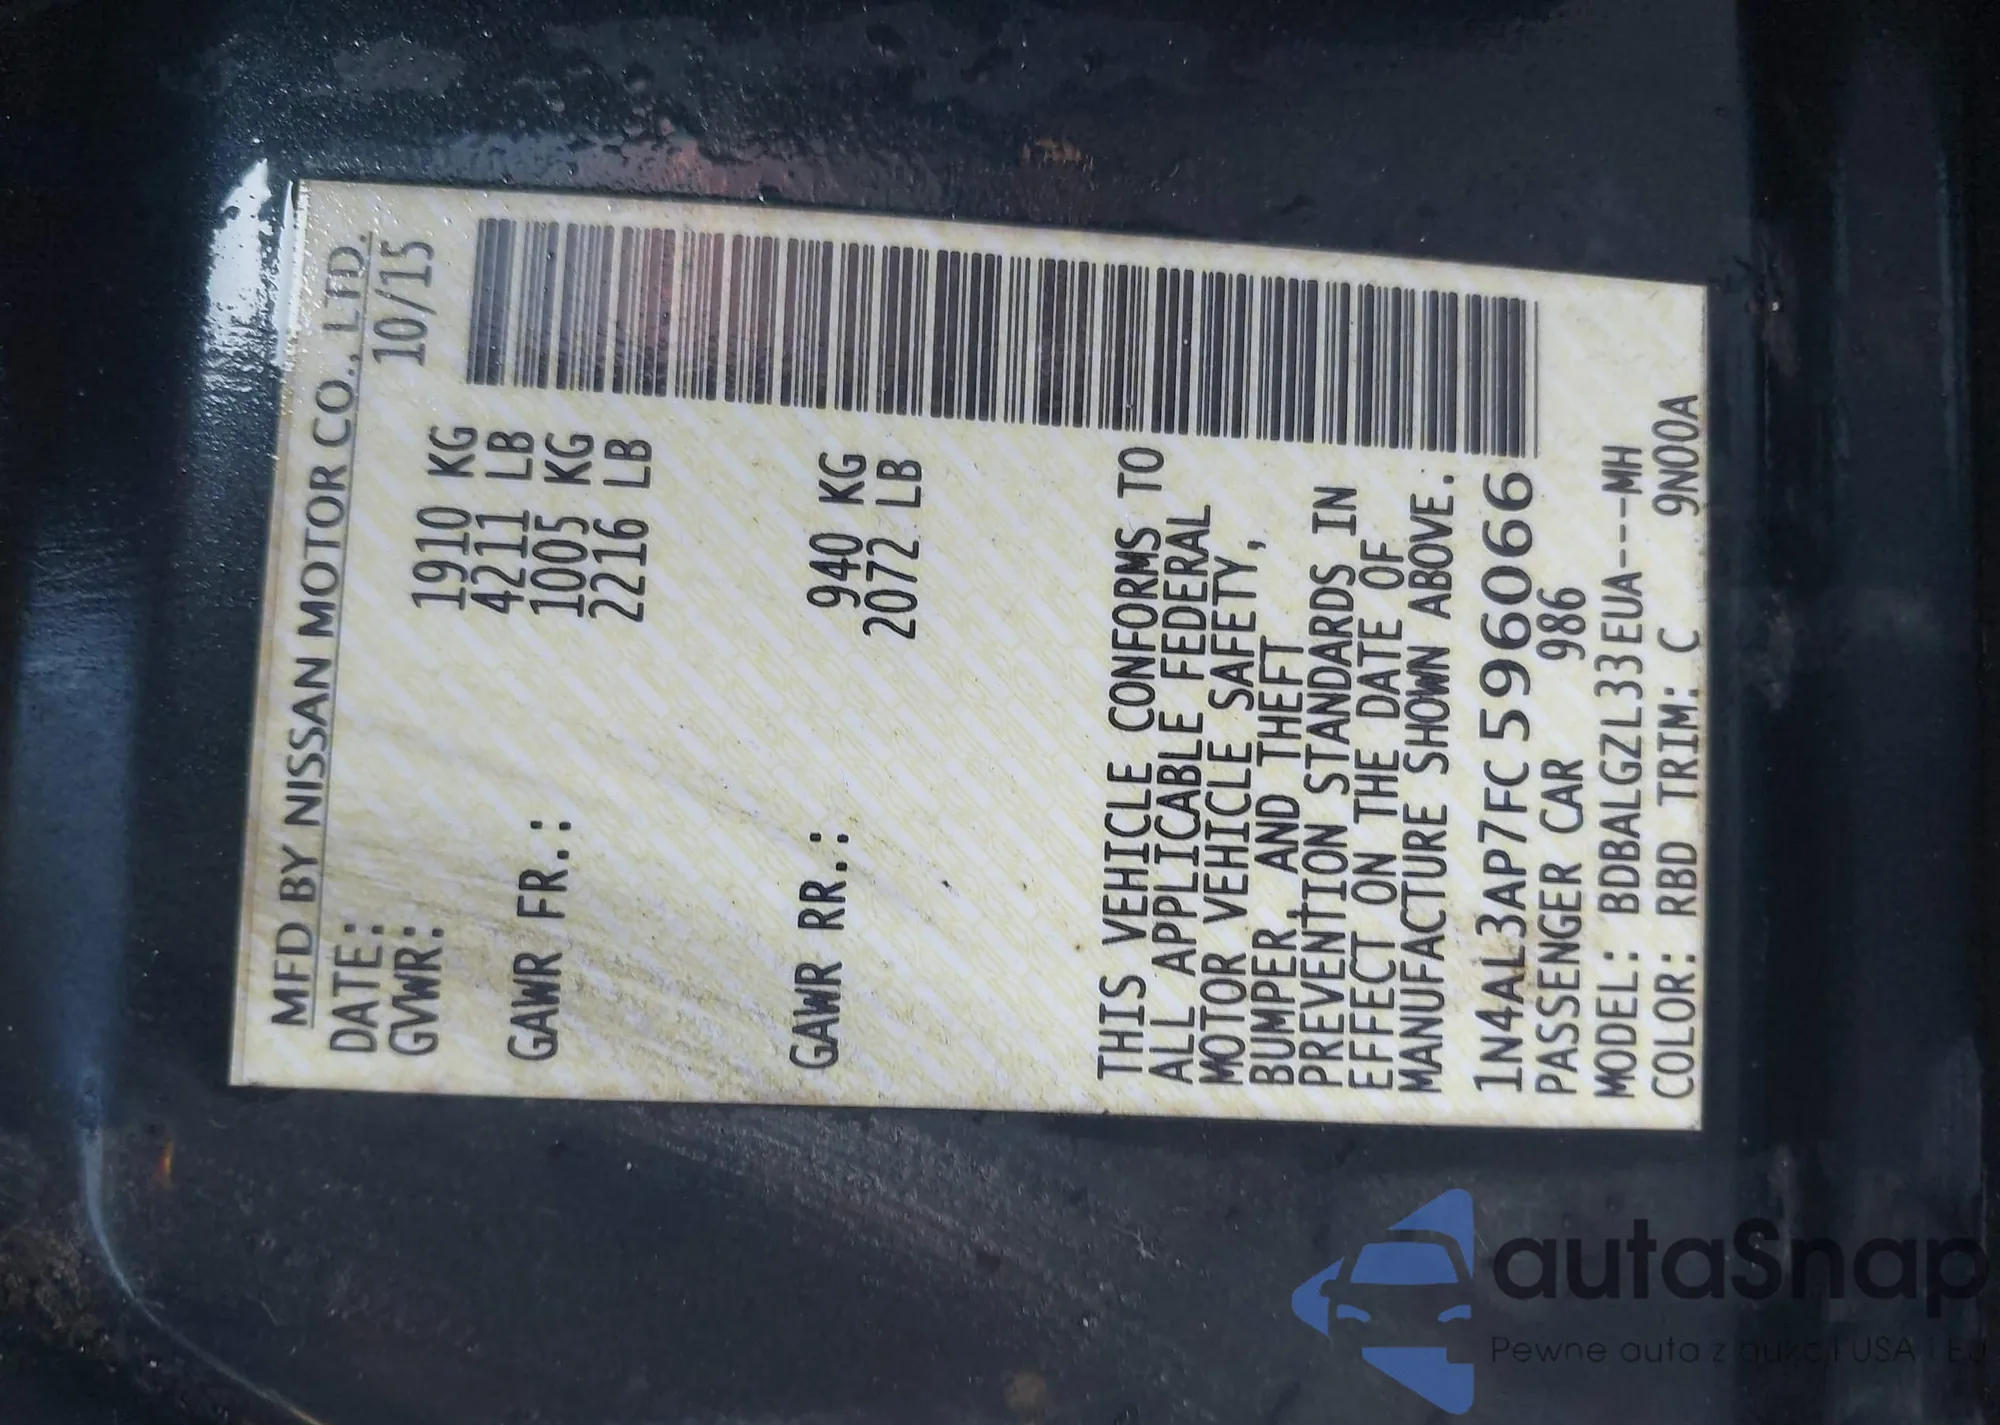 MFD BY NISSAN MOTOR CO., LTD.
DATE: 10/15
GVWR: 1910 KG
4211 LB
GAWR FR.: 1005 KG
2216 LB
GAWR RR.: 940 KG
2072 LB
THIS VEHICLE CONFORMS TO
ALL APPLICABLE FEDERAL
MOTOR VEHICLE SAFETY,
BUMPER, AND THEFT
PREVENTION STANDARDS IN
EFFECT ON THE DATE OF
MANUFACTURE SHOWN ABOVE.
1N4AL3AP7FC596066
PASSENGER CAR 986
MODEL: BDBALGZL33EUA---MH
COLOR: RBD TRIM: C 9N00A
autaSnap
Pewne auta z aukcji USA i EU